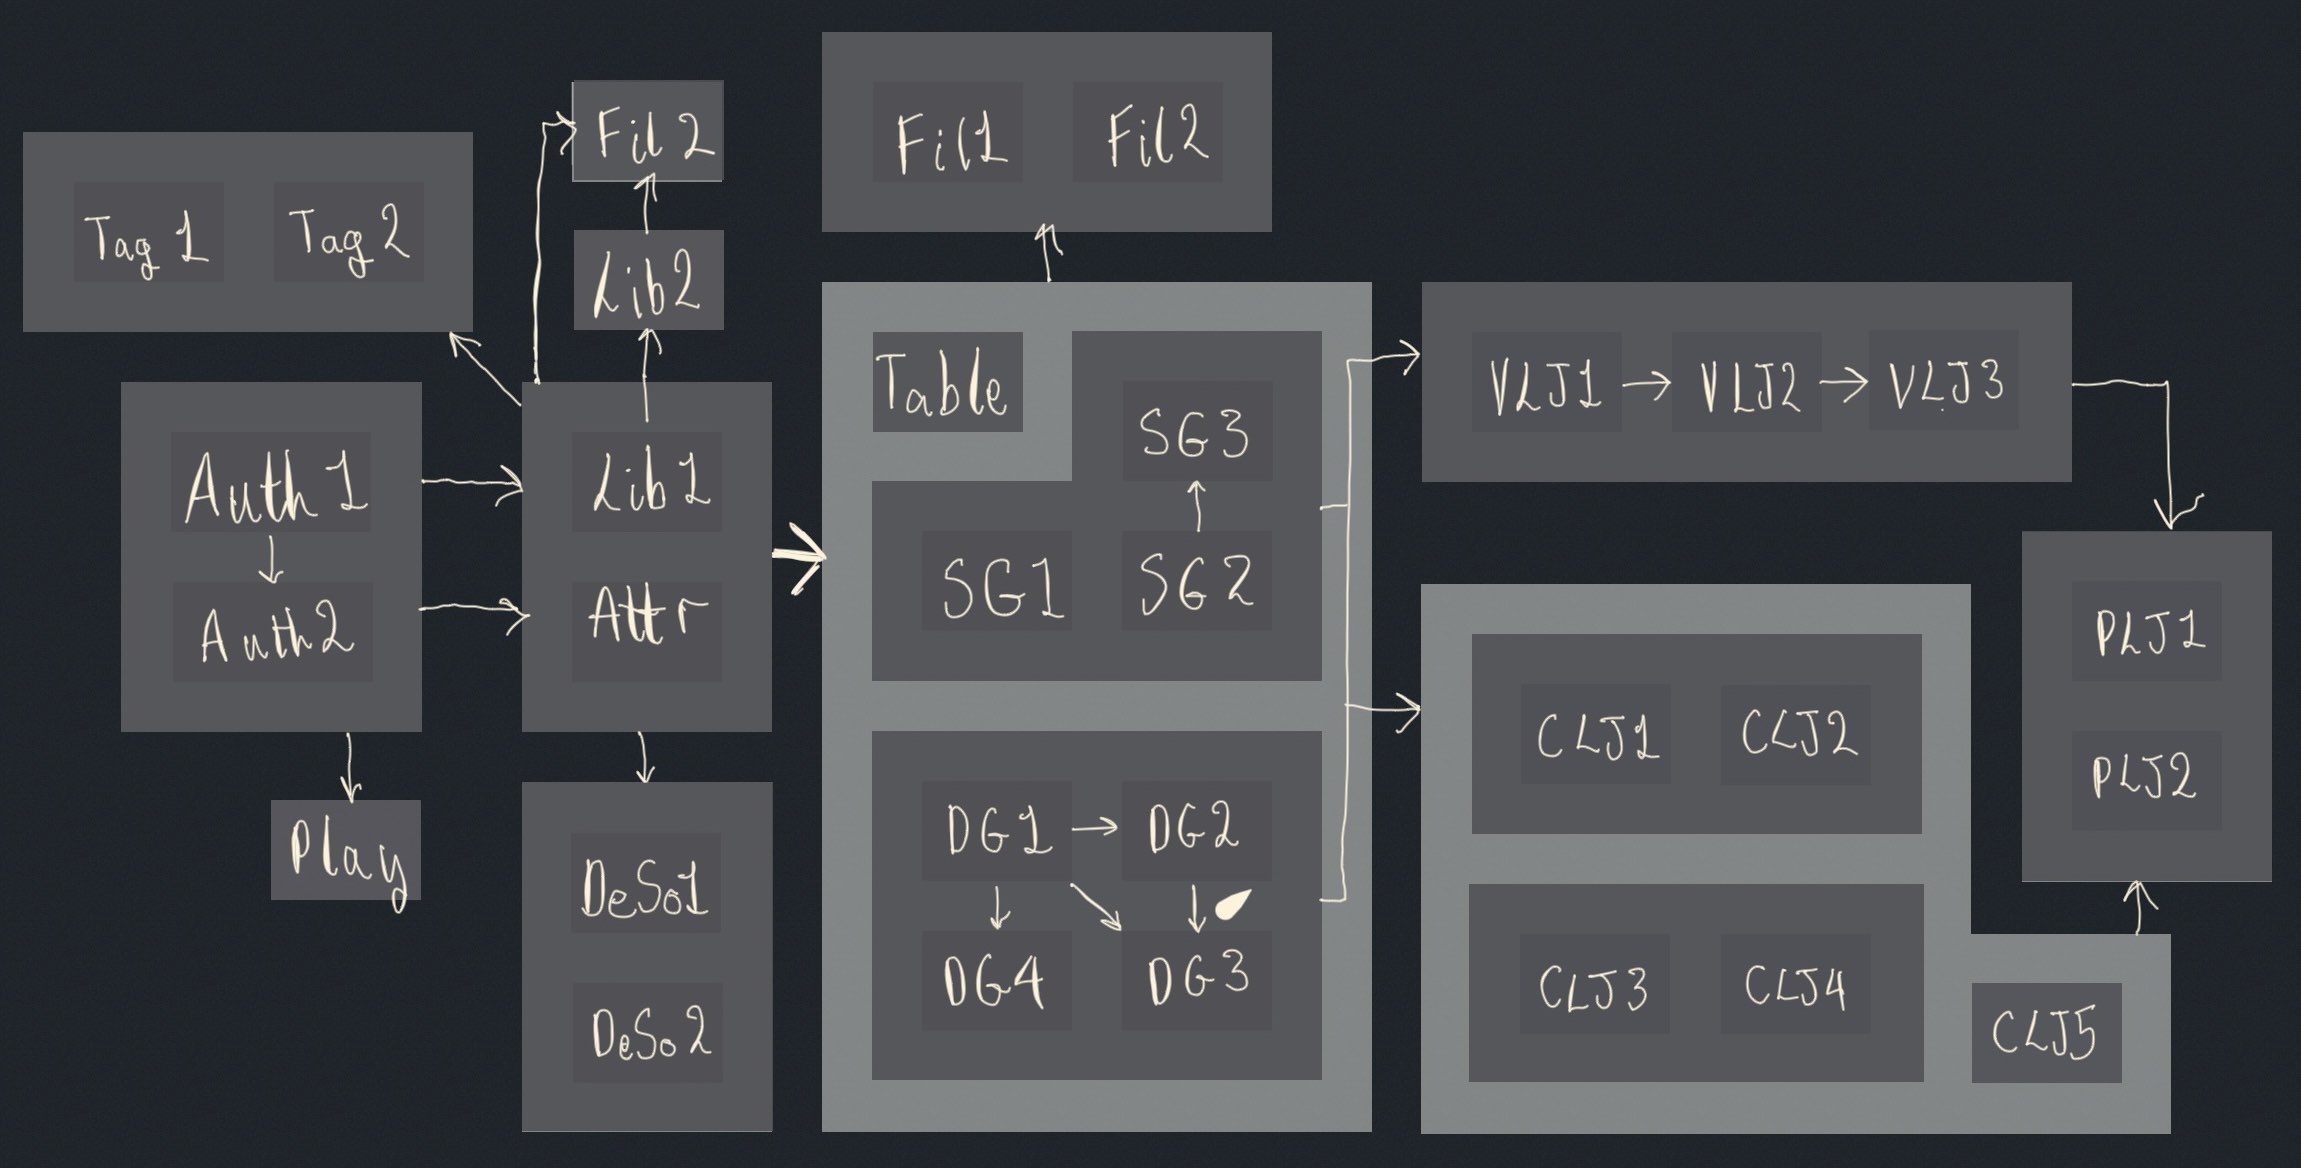 Tag 1
Tag 2
Auth 1
Auth2
Play
Fil 2
Lib2
Lib1
Attr
DeSo1
DeSo2
Fil1
Fil2
Table
SG3
SG1
SG2
DG1
DG2
DG4
DG3
VLJ1
VLJ2
VLJ3
CLJ1
CLJ2
CLJ3
CLJ4
CLJ5
PLJ1
PLJ2